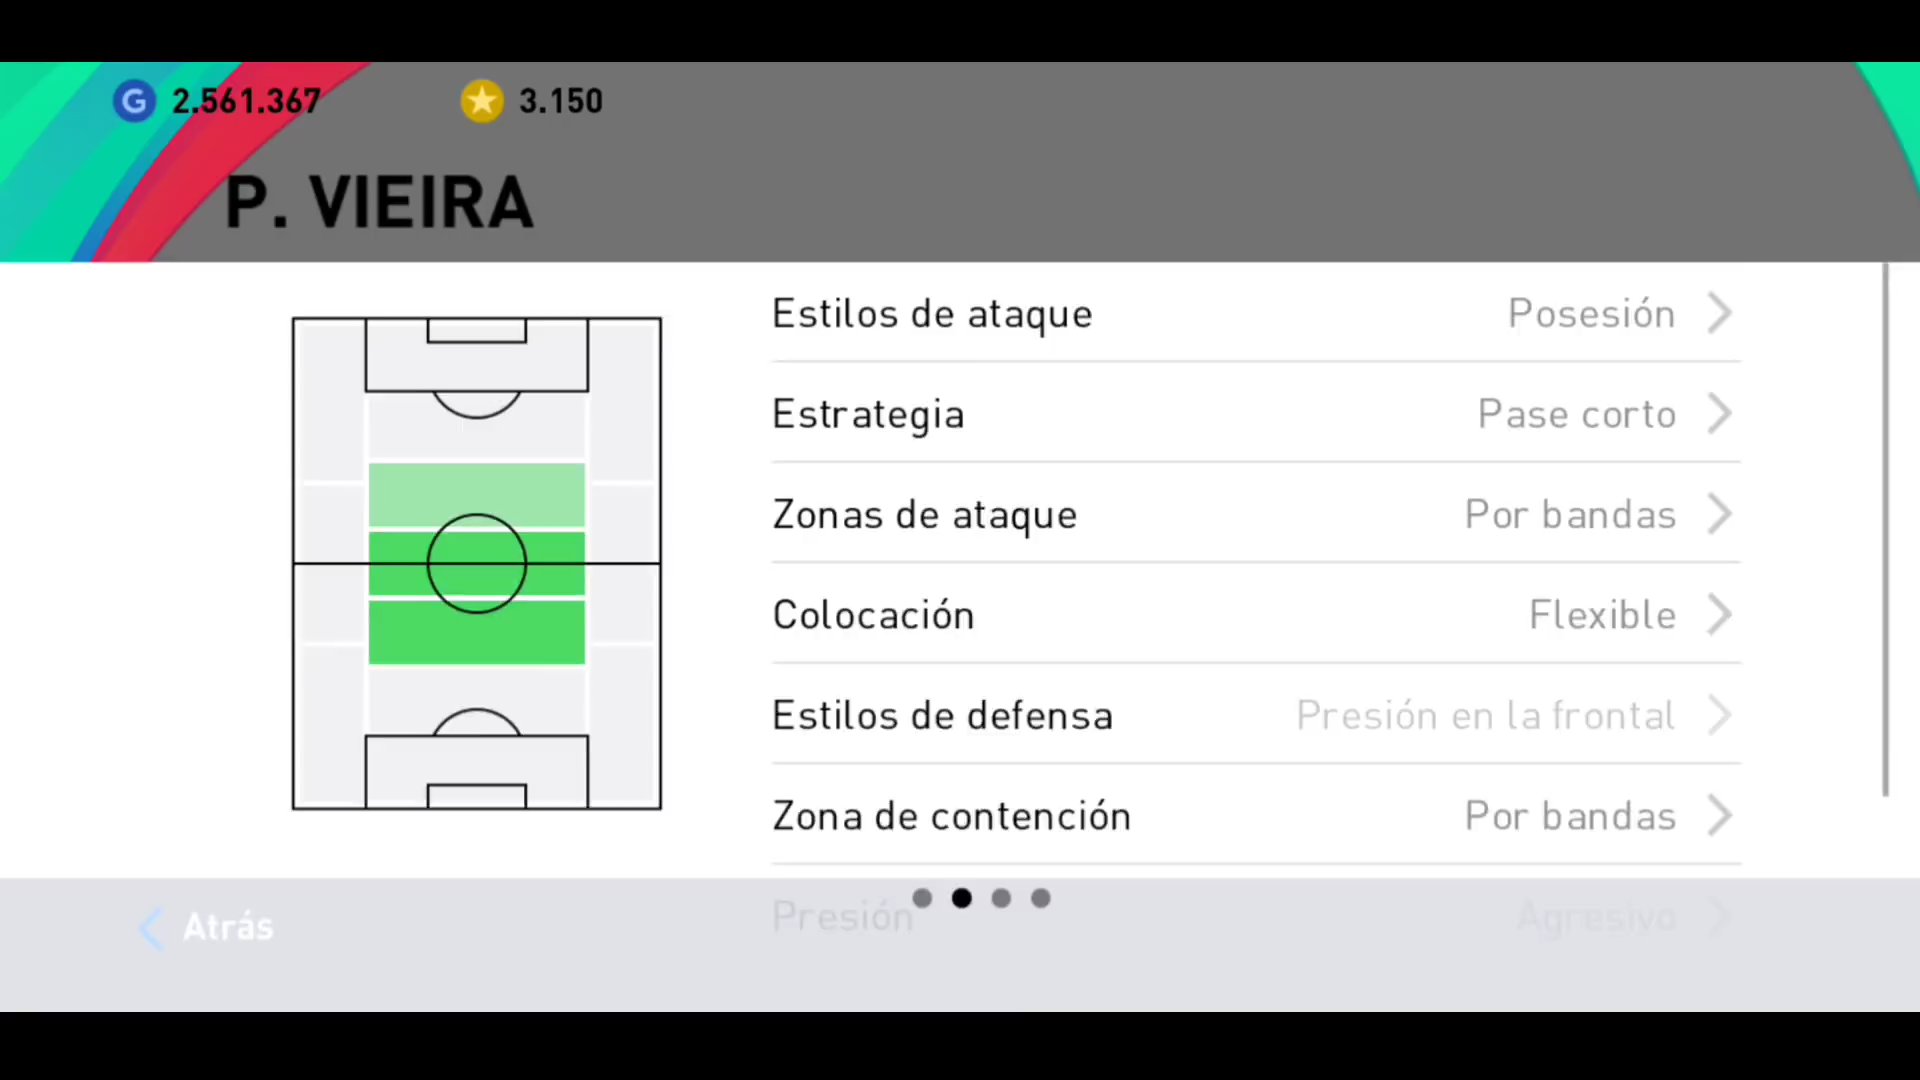 G 2.561.367 3.150
P. VIEIRA
Estilos de ataque Posesión
Estrategia Pase corto
Zonas de ataque Por bandas
Colocación Flexible
Estilos de defensa Presión en la frontal
Zona de contención Por bandas
Presión Agresivo
Atrás